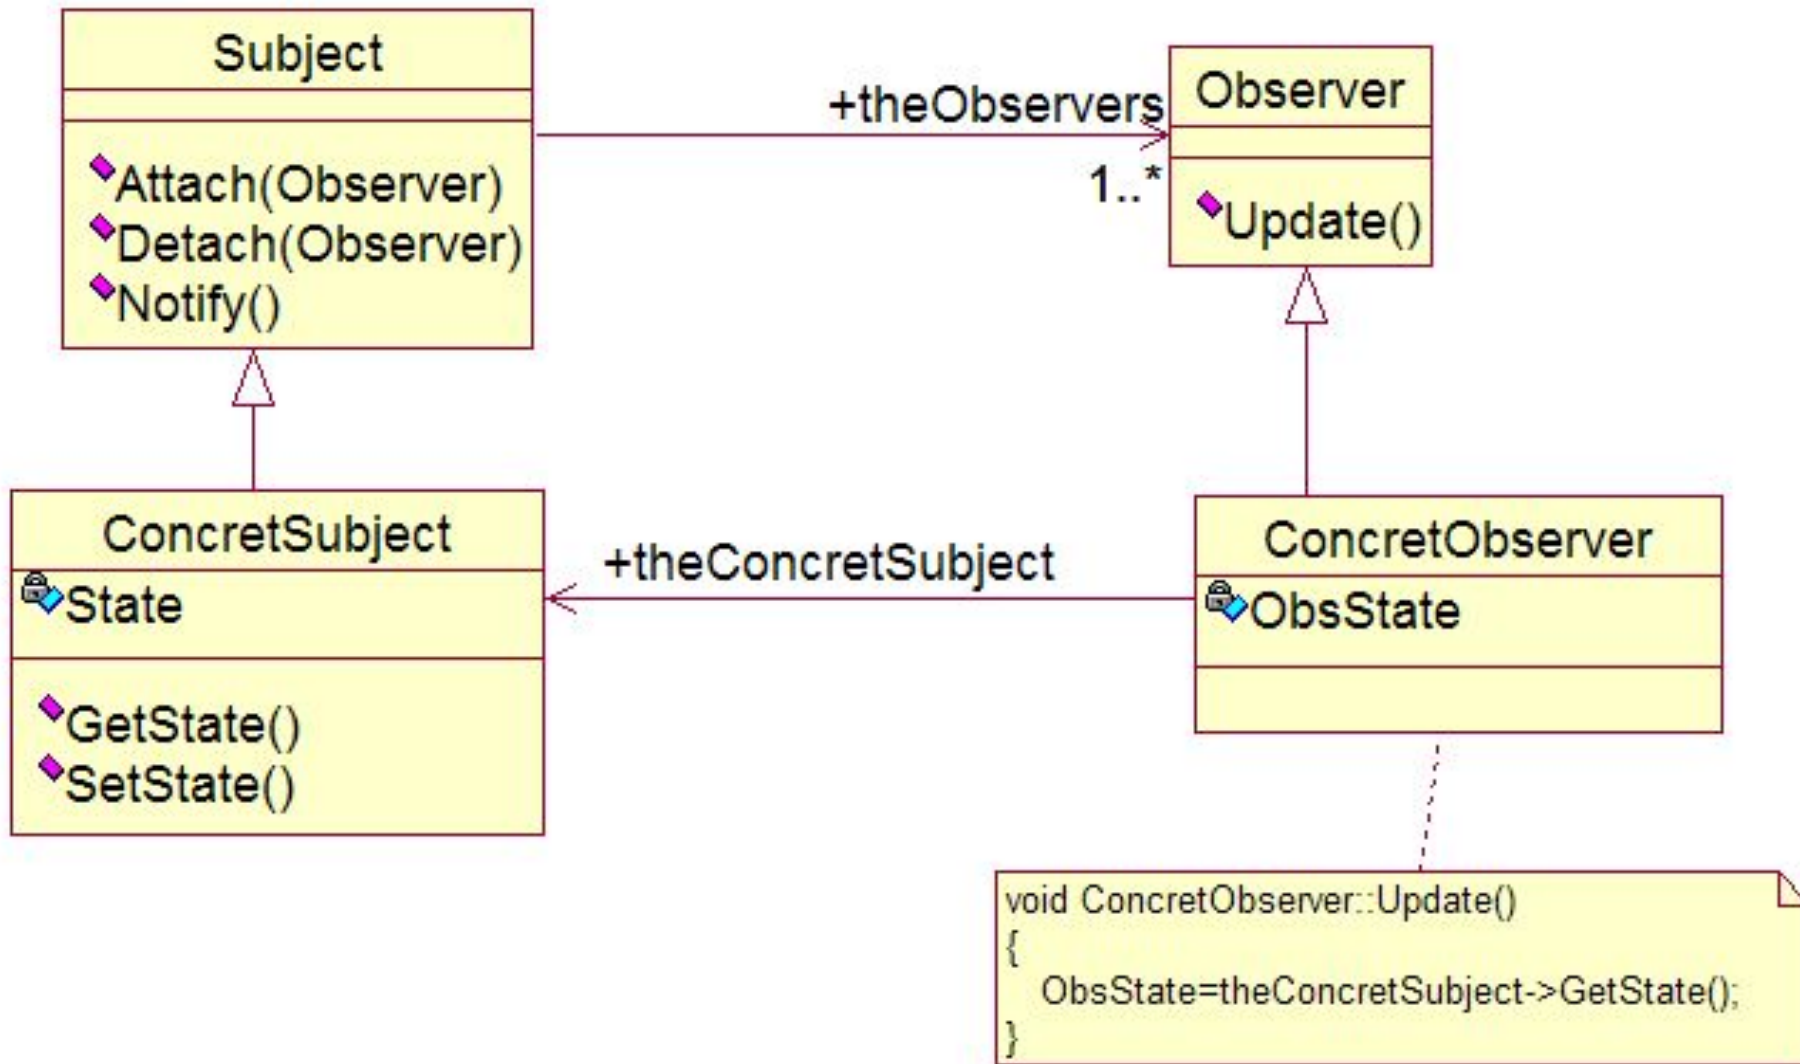 Subject
Attach(Observer)
Detach(Observer)
Notify()
+theObservers
1..*
Observer
Update()
ConcretSubject
State
GetState()
SetState()
+theConcretSubject
ConcretObserver
ObsState
void ConcretObserver::Update()
{
ObsState=theConcretSubject->GetState();
}